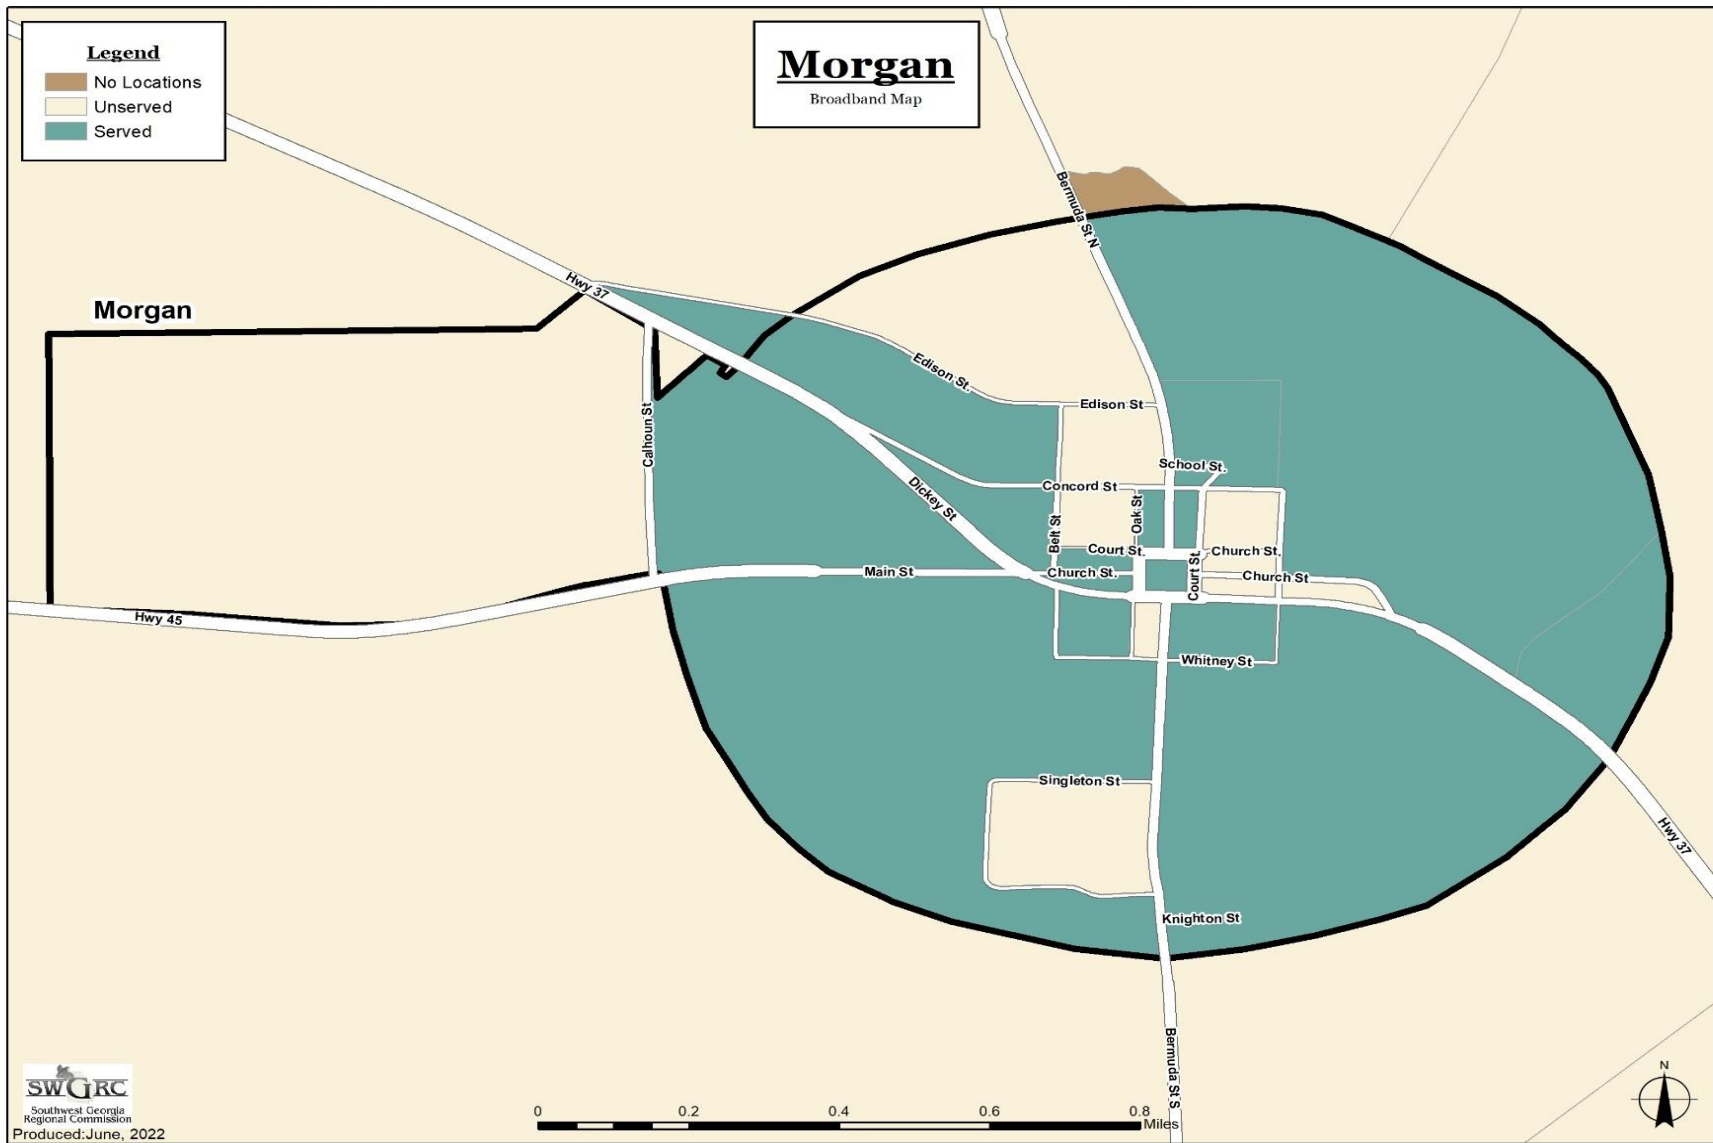 Legend
No Locations
Unserved
Served
Morgan
Broadband Map
Bermuda St N
Hwy 37
Morgan
Edison St.
Edison St
Calhoun St
School St.
Concord St
Dickey St
Oak St
Belt St
Court St.
Church St.
Main St
Church St.
Court St.
Church St
Hwy 45
Whitney St
Singleton St
Hwy 37
Knighton St
Bermuda St S
SWGRC
Southwest Georgia
Regional Commission
Produced:June, 2022
0 0.2 0.4 0.6 0.8
Miles
N